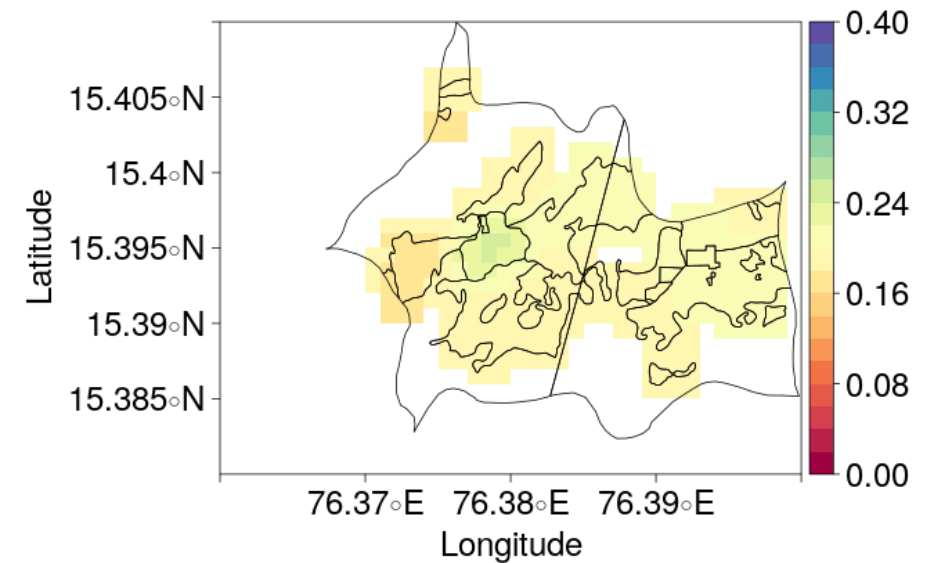 0.40
15.405◦N
0.32
15.4◦N
0.24
15.395◦N
0.16
15.39◦N
0.08
15.385◦N
0.00
76.37◦E 76.38◦E 76.39◦E
Longitude
Latitude